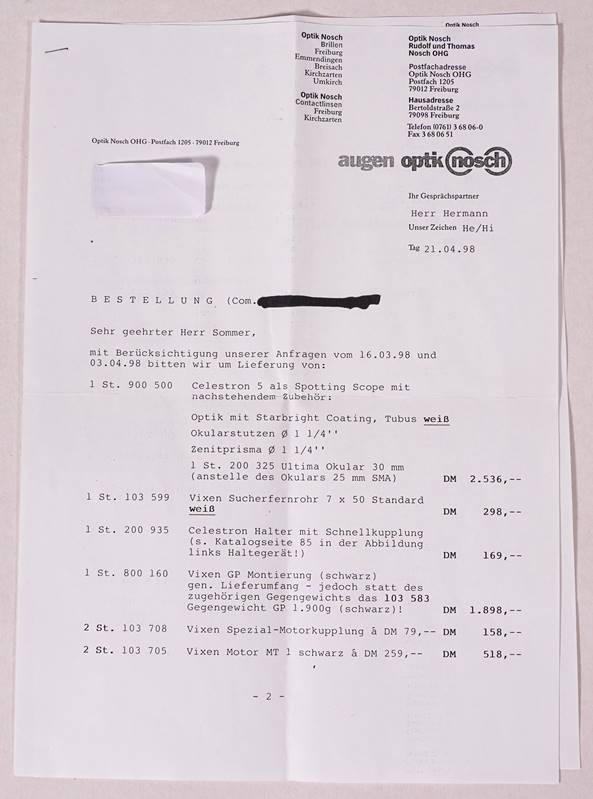 Optik Nosch
Optik Nosch
Brillen
Freiburg
Emmendingen
Breisach
Kirchzarten
Umkirch
Optik Nosch
Contactlinsen
Freiburg
Kirchzarten
Optik Nosch
Rudolf und Thomas
Nosch OHG
Postfachadresse
Optik Nosch OHG
Postfach 1205
79012 Freiburg
Hausadresse
Bertoldstraße 2
79098 Freiburg
Telefon (0761) 3 68 06-0
Fax 3 68 06 51
Optik Nosch OHG · Postfach 1205 · 79012 Freiburg
augen optik nosch
Ihr Gesprächspartner
Herr Hermann
Unser Zeichen He/Hi
Tag 21.04.98
B E S T E L L U N G (Com.
Sehr geehrter Herr Sommer,
mit Berücksichtigung unserer Anfragen vom 16.03.98 und
03.04.98 bitten wir um Lieferung von:
1 St. 900 500 Celestron 5 als Spotting Scope mit
nachstehendem Zubehör:
Optik mit Starbright Coating, Tubus weiß
Okularstutzen Ø 1 1/4''
Zenitprisma Ø 1 1/4''
1 St. 200 325 Ultima Okular 30 mm
(anstelle des Okulars 25 mm SMA) DM 2.536,--
1 St. 103 599 Vixen Sucherfernrohr 7 x 50 Standard
weiß DM 298,--
1 St. 200 935 Celestron Halter mit Schnellkupplung
(s. Katalogseite 85 in der Abbildung
links Haltegerät!) DM 169,--
1 St. 800 160 Vixen GP Montierung (schwarz)
gen. Lieferumfang - jedoch statt des
zugehörigen Gegengewichts das 103 583
Gegengewicht GP 1.900g (schwarz)! DM 1.898,--
2 St. 103 708 Vixen Spezial-Motorkupplung â DM 79,-- DM 158,--
2 St. 103 705 Vixen Motor MT 1 schwarz â DM 259,-- DM 518,--
- 2 -